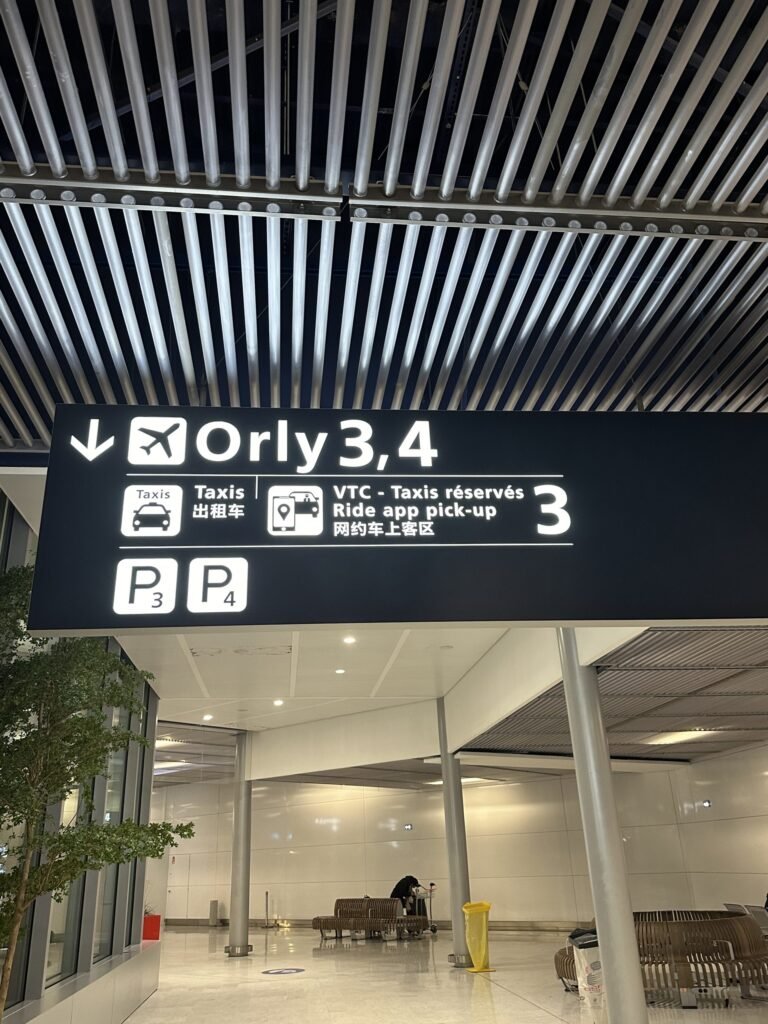 Orly 3,4
Taxis
Taxis
出租车
VTC - Taxis réservés
Ride app pick-up
网约车上客区
3
P3
P4